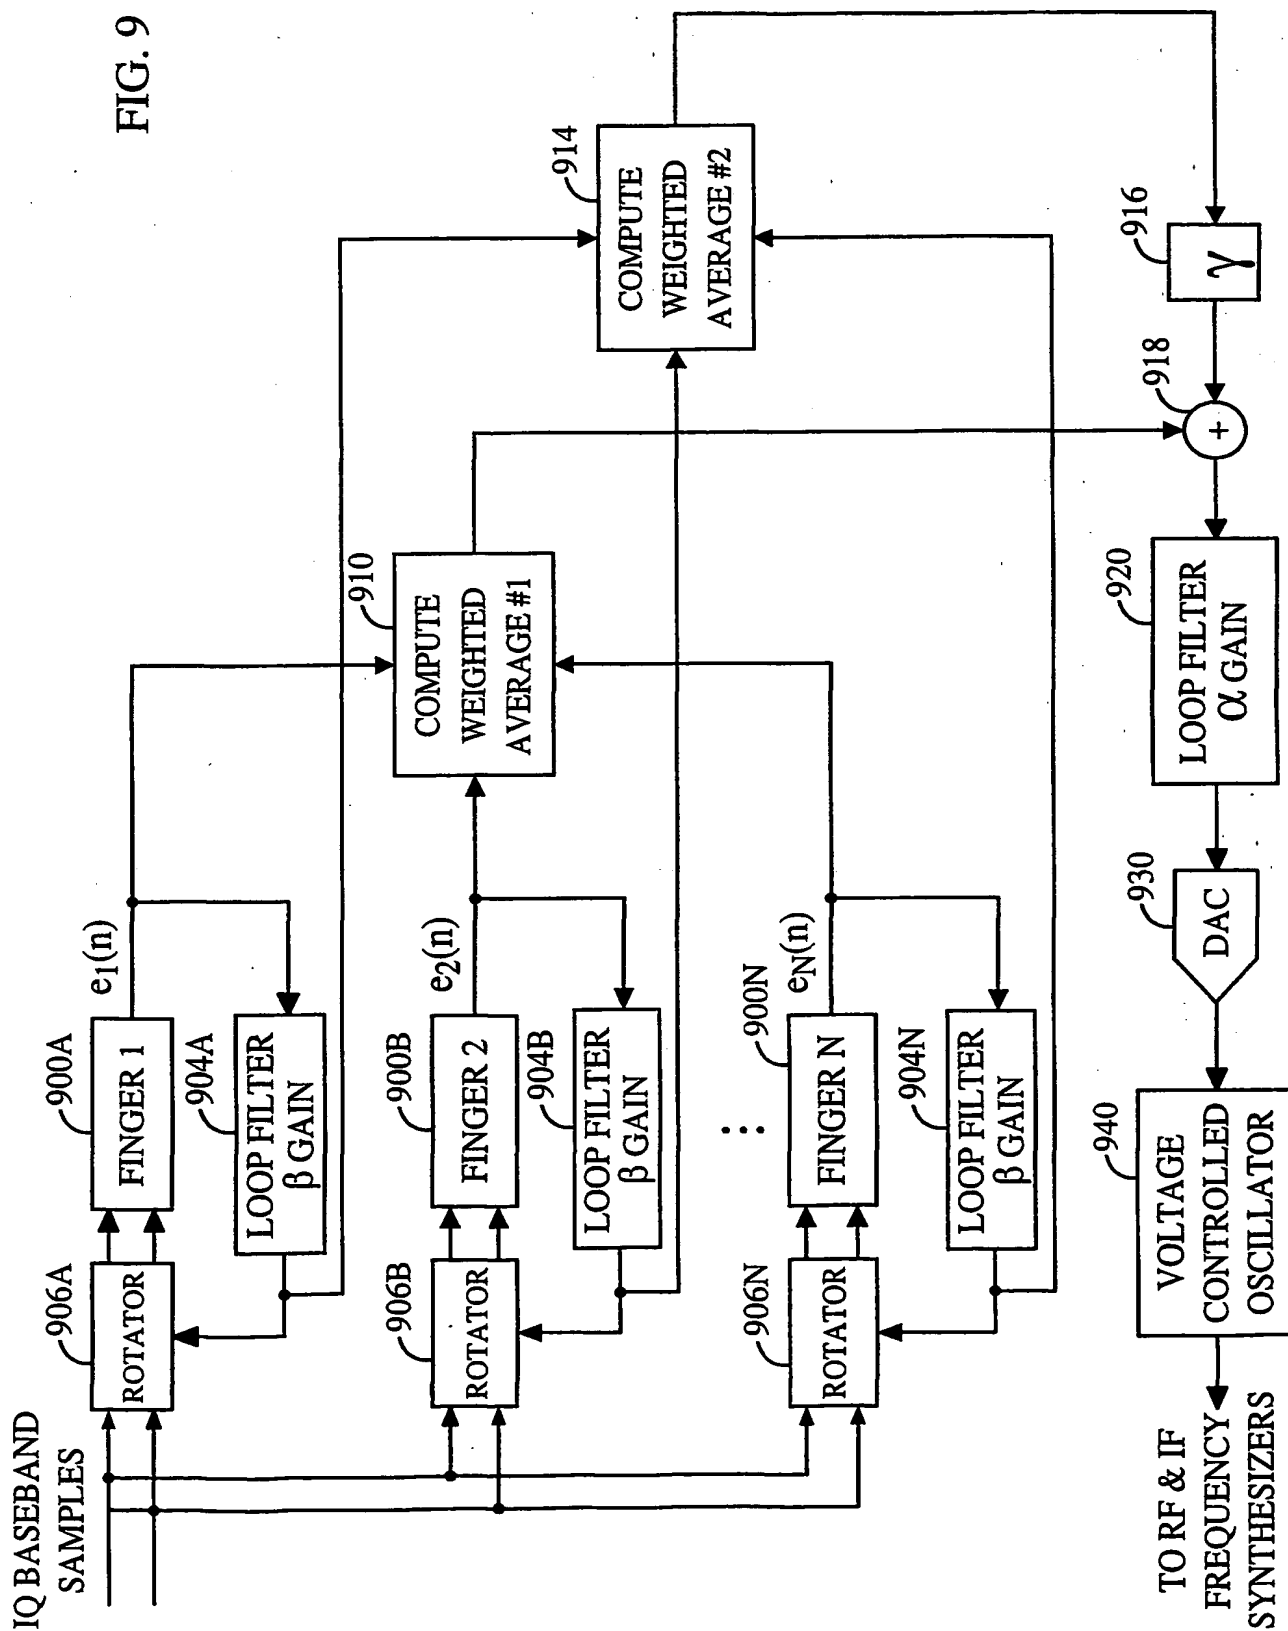 FIG. 9
IQ BASEBAND
SAMPLES
906A
ROTATOR
900A
FINGER 1
e1(n)
904A
LOOP FILTER
β GAIN
906B
ROTATOR
900B
FINGER 2
e2(n)
904B
LOOP FILTER
β GAIN
906N
ROTATOR
900N
FINGER N
eN(n)
904N
LOOP FILTER
β GAIN
910
COMPUTE
WEIGHTED
AVERAGE #1
914
COMPUTE
WEIGHTED
AVERAGE #2
916
γ
918
+
920
LOOP FILTER
α GAIN
930
DAC
940
VOLTAGE
CONTROLLED
OSCILLATOR
TO RF & IF
FREQUENCY
SYNTHESIZERS